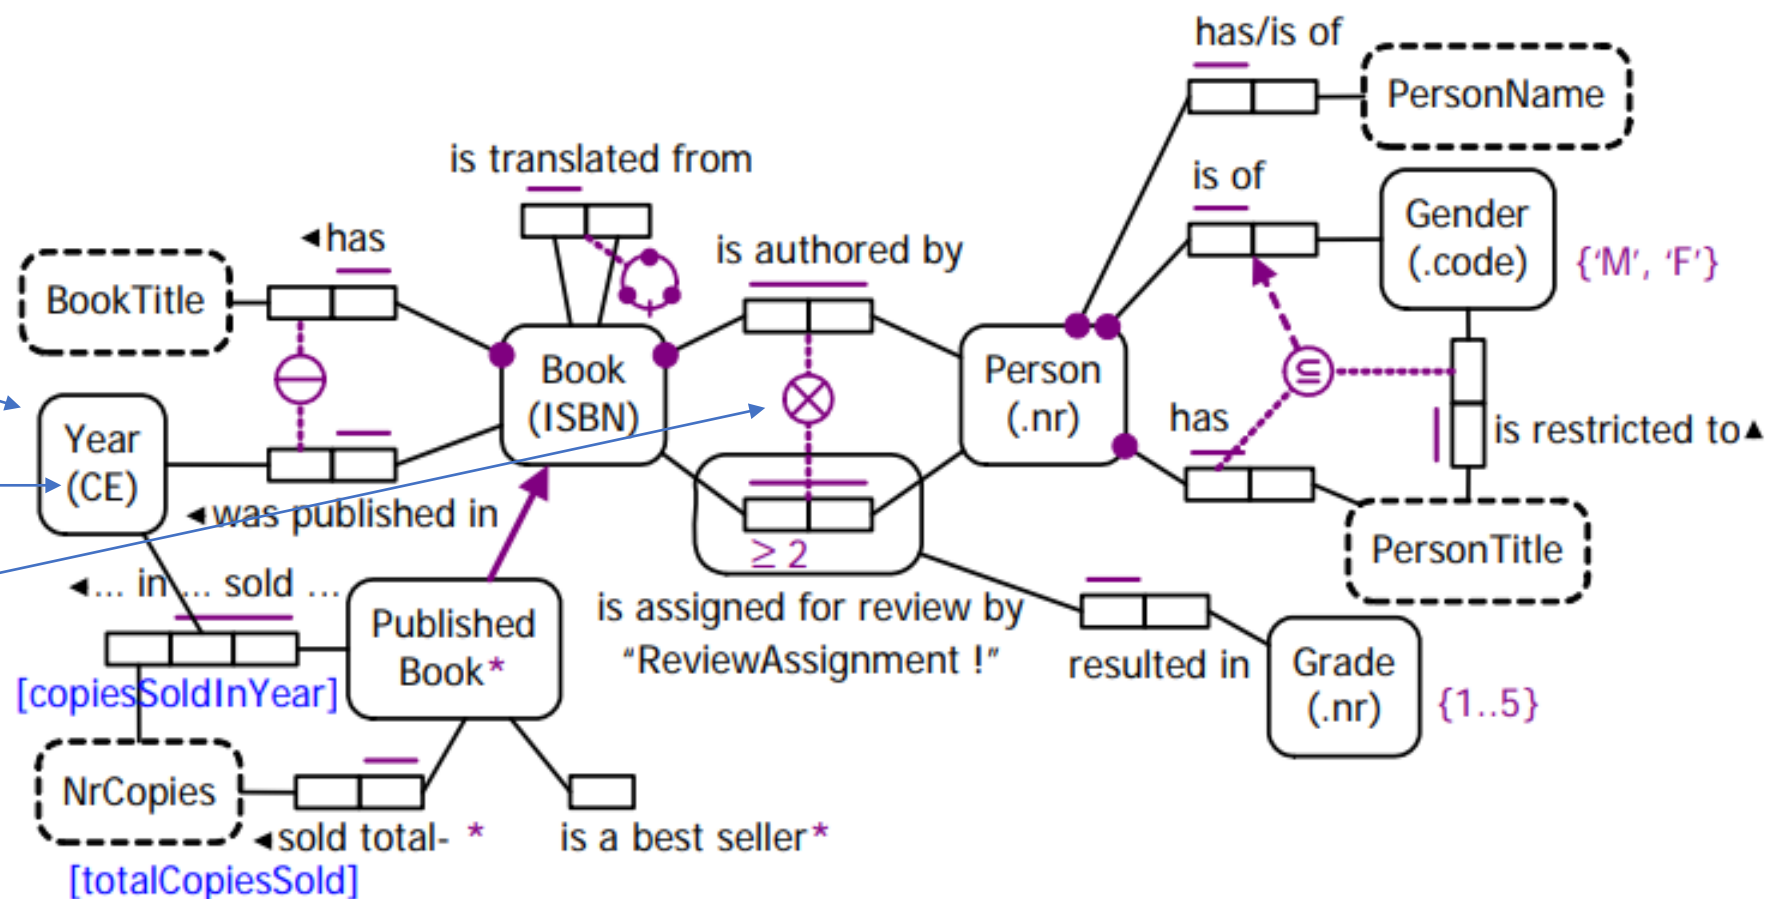 has/is of
PersonName
is translated from
is of
Gender
(.code)
{‘M’, ‘F’}
◄has
is authored by
BookTitle
Book
(ISBN)
Person
(.nr)
⊆
has
is restricted to▲
Year
(CE)
◄was published in
≥ 2
PersonTitle
◄... in ... sold ...
Published
Book*
is assigned for review by
“ReviewAssignment !”
resulted in
Grade
(.nr)
{1..5}
[copiesSoldInYear]
NrCopies
◄sold total- *
is a best seller*
[totalCopiesSold]